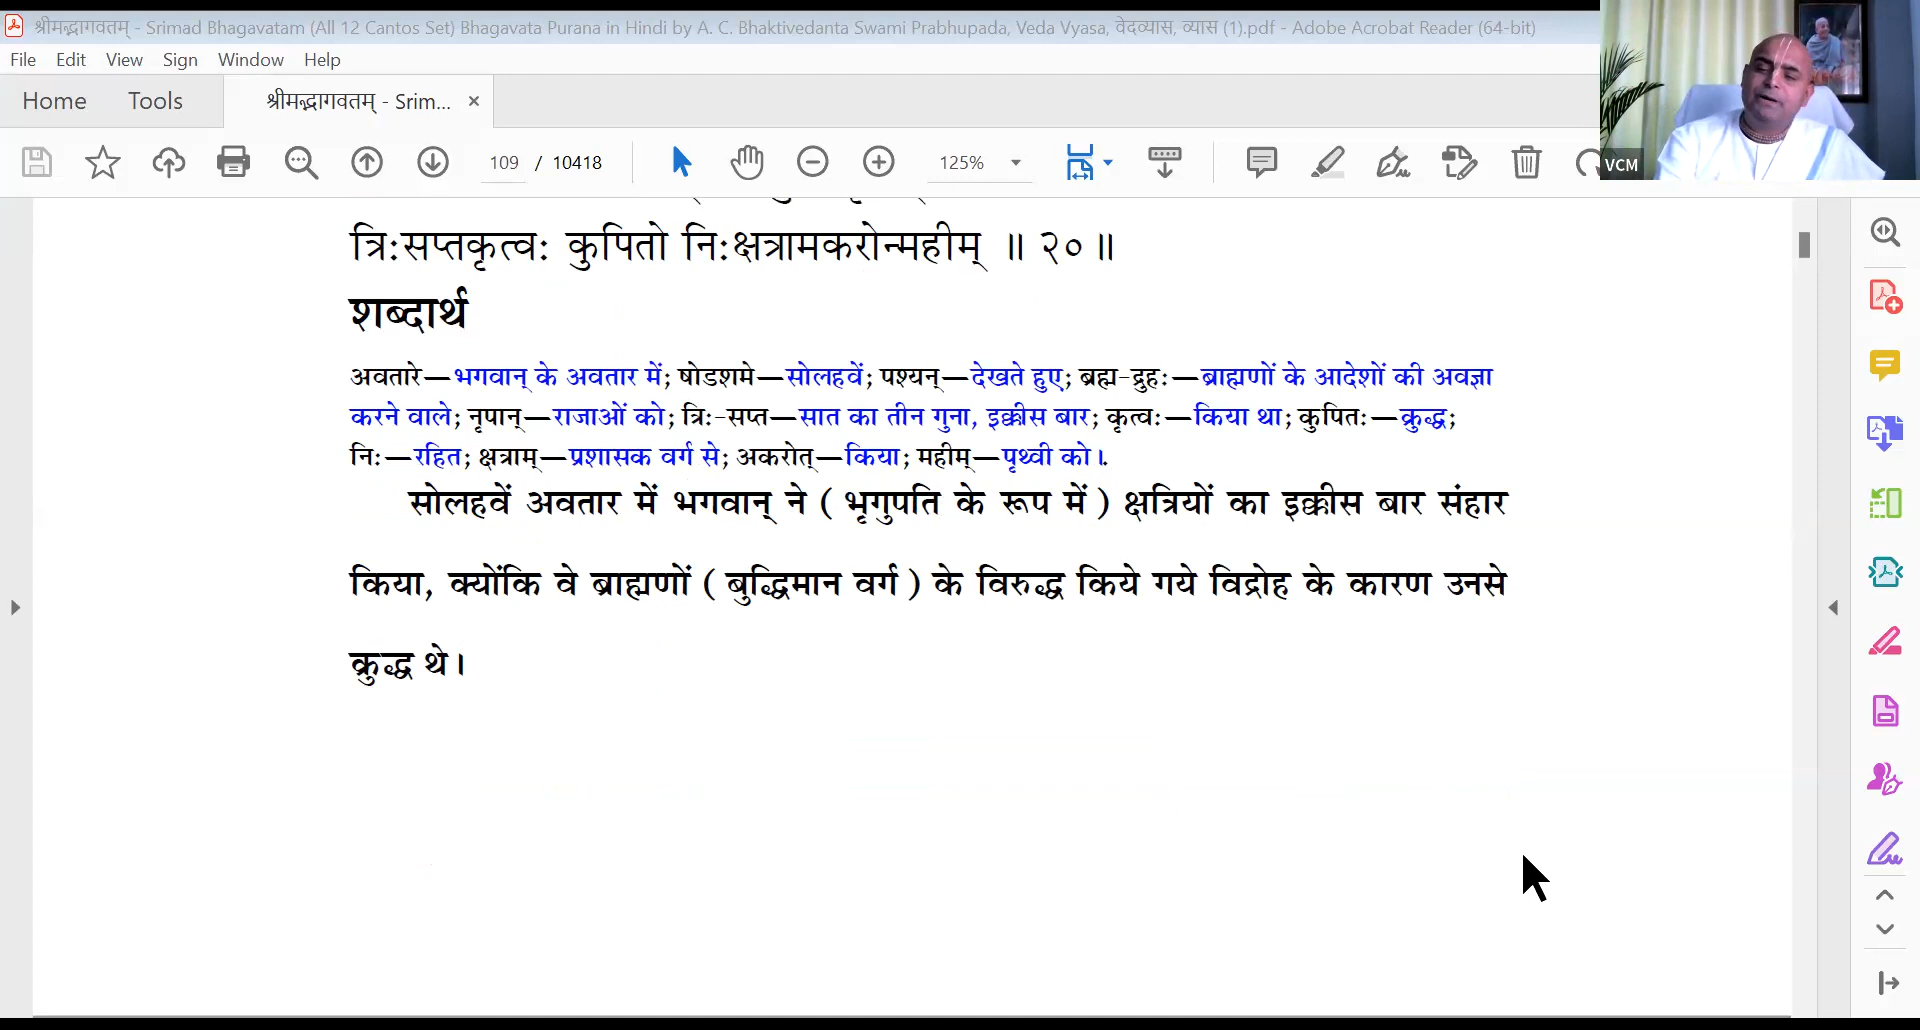 श्रीमद्भागवतम् - Srimad Bhagavatam (All 12 Cantos Set) Bhagavata Purana in Hindi by A. C. Bhaktivedanta Swami Prabhupada, Veda Vyasa, वेदव्यास, व्यास (1).pdf - Adobe Acrobat Reader (64-bit)
File Edit View Sign Window Help
Home Tools श्रीमद्भागवतम् - Srim... ×
109 / 10418 125%
VCM
त्रिःसप्तकृत्वः कुपितो निःक्षत्रामकरोन्महीम् ॥ २० ॥
शब्दार्थ
अवतारे—भगवान् के अवतार में; षोडशमे—सोलहवें; पश्यन्—देखते हुए; ब्रह्म-द्रुहः—ब्राह्मणों के आदेशों की अवज्ञा
करने वाले; नृपान्—राजाओं को; त्रिः-सप्त—सात का तीन गुना, इक्कीस बार; कृत्वः—किया था; कुपितः—क्रुद्ध;
निः—रहित; क्षत्राम्—प्रशासक वर्ग से; अकरोत्—किया; महीम्—पृथ्वी को।.
सोलहवें अवतार में भगवान् ने ( भृगुपति के रूप में ) क्षत्रियों का इक्कीस बार संहार
किया, क्योंकि वे ब्राह्मणों ( बुद्धिमान वर्ग ) के विरुद्ध किये गये विद्रोह के कारण उनसे
क्रुद्ध थे।